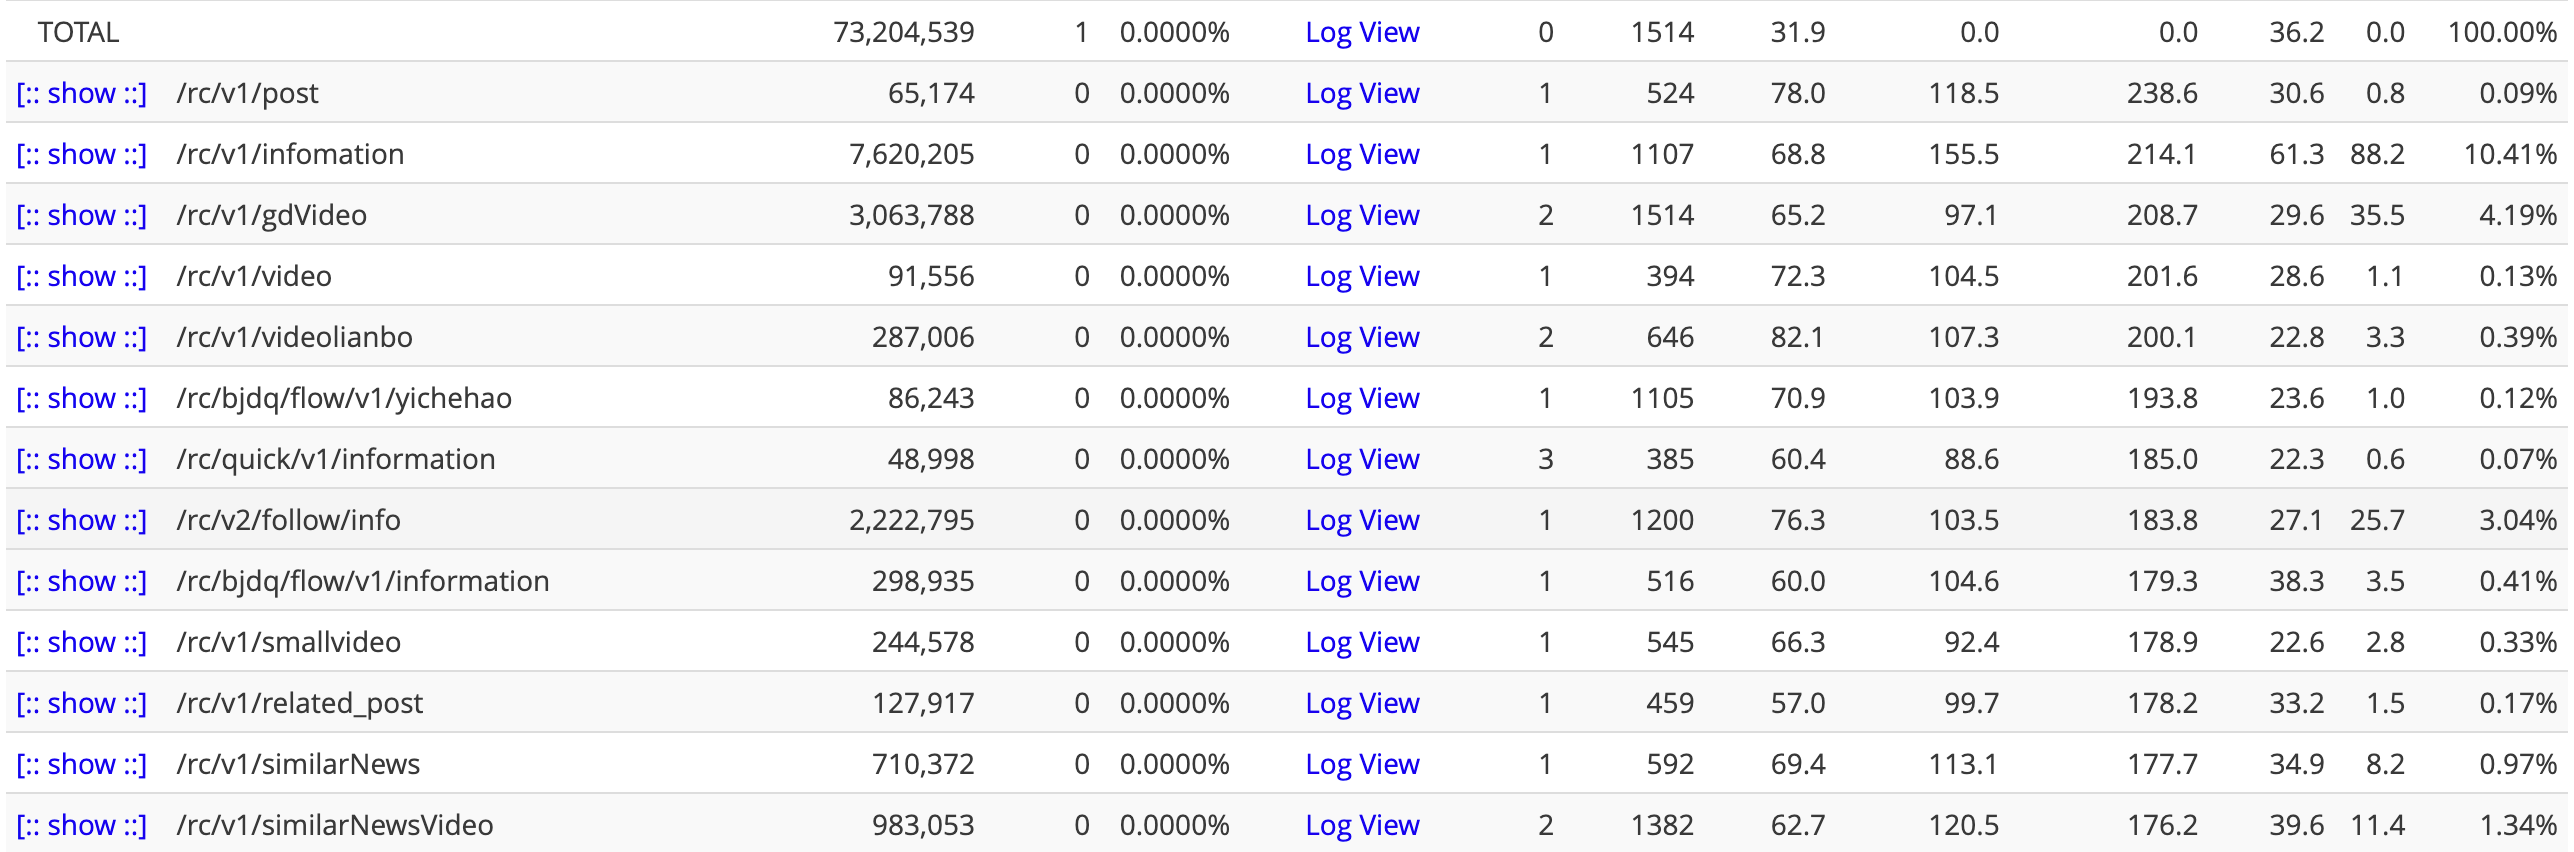 TOTAL 73,204,539 1 0.0000% Log View 0 1514 31.9 0.0 0.0 36.2 0.0 100.00%
[:: show ::] /rc/v1/post 65,174 0 0.0000% Log View 1 524 78.0 118.5 238.6 30.6 0.8 0.09%
[:: show ::] /rc/v1/infomation 7,620,205 0 0.0000% Log View 1 1107 68.8 155.5 214.1 61.3 88.2 10.41%
[:: show ::] /rc/v1/gdVideo 3,063,788 0 0.0000% Log View 2 1514 65.2 97.1 208.7 29.6 35.5 4.19%
[:: show ::] /rc/v1/video 91,556 0 0.0000% Log View 1 394 72.3 104.5 201.6 28.6 1.1 0.13%
[:: show ::] /rc/v1/videolianbo 287,006 0 0.0000% Log View 2 646 82.1 107.3 200.1 22.8 3.3 0.39%
[:: show ::] /rc/bjdq/flow/v1/yichehao 86,243 0 0.0000% Log View 1 1105 70.9 103.9 193.8 23.6 1.0 0.12%
[:: show ::] /rc/quick/v1/information 48,998 0 0.0000% Log View 3 385 60.4 88.6 185.0 22.3 0.6 0.07%
[:: show ::] /rc/v2/follow/info 2,222,795 0 0.0000% Log View 1 1200 76.3 103.5 183.8 27.1 25.7 3.04%
[:: show ::] /rc/bjdq/flow/v1/information 298,935 0 0.0000% Log View 1 516 60.0 104.6 179.3 38.3 3.5 0.41%
[:: show ::] /rc/v1/smallvideo 244,578 0 0.0000% Log View 1 545 66.3 92.4 178.9 22.6 2.8 0.33%
[:: show ::] /rc/v1/related_post 127,917 0 0.0000% Log View 1 459 57.0 99.7 178.2 33.2 1.5 0.17%
[:: show ::] /rc/v1/similarNews 710,372 0 0.0000% Log View 1 592 69.4 113.1 177.7 34.9 8.2 0.97%
[:: show ::] /rc/v1/similarNewsVideo 983,053 0 0.0000% Log View 2 1382 62.7 120.5 176.2 39.6 11.4 1.34%